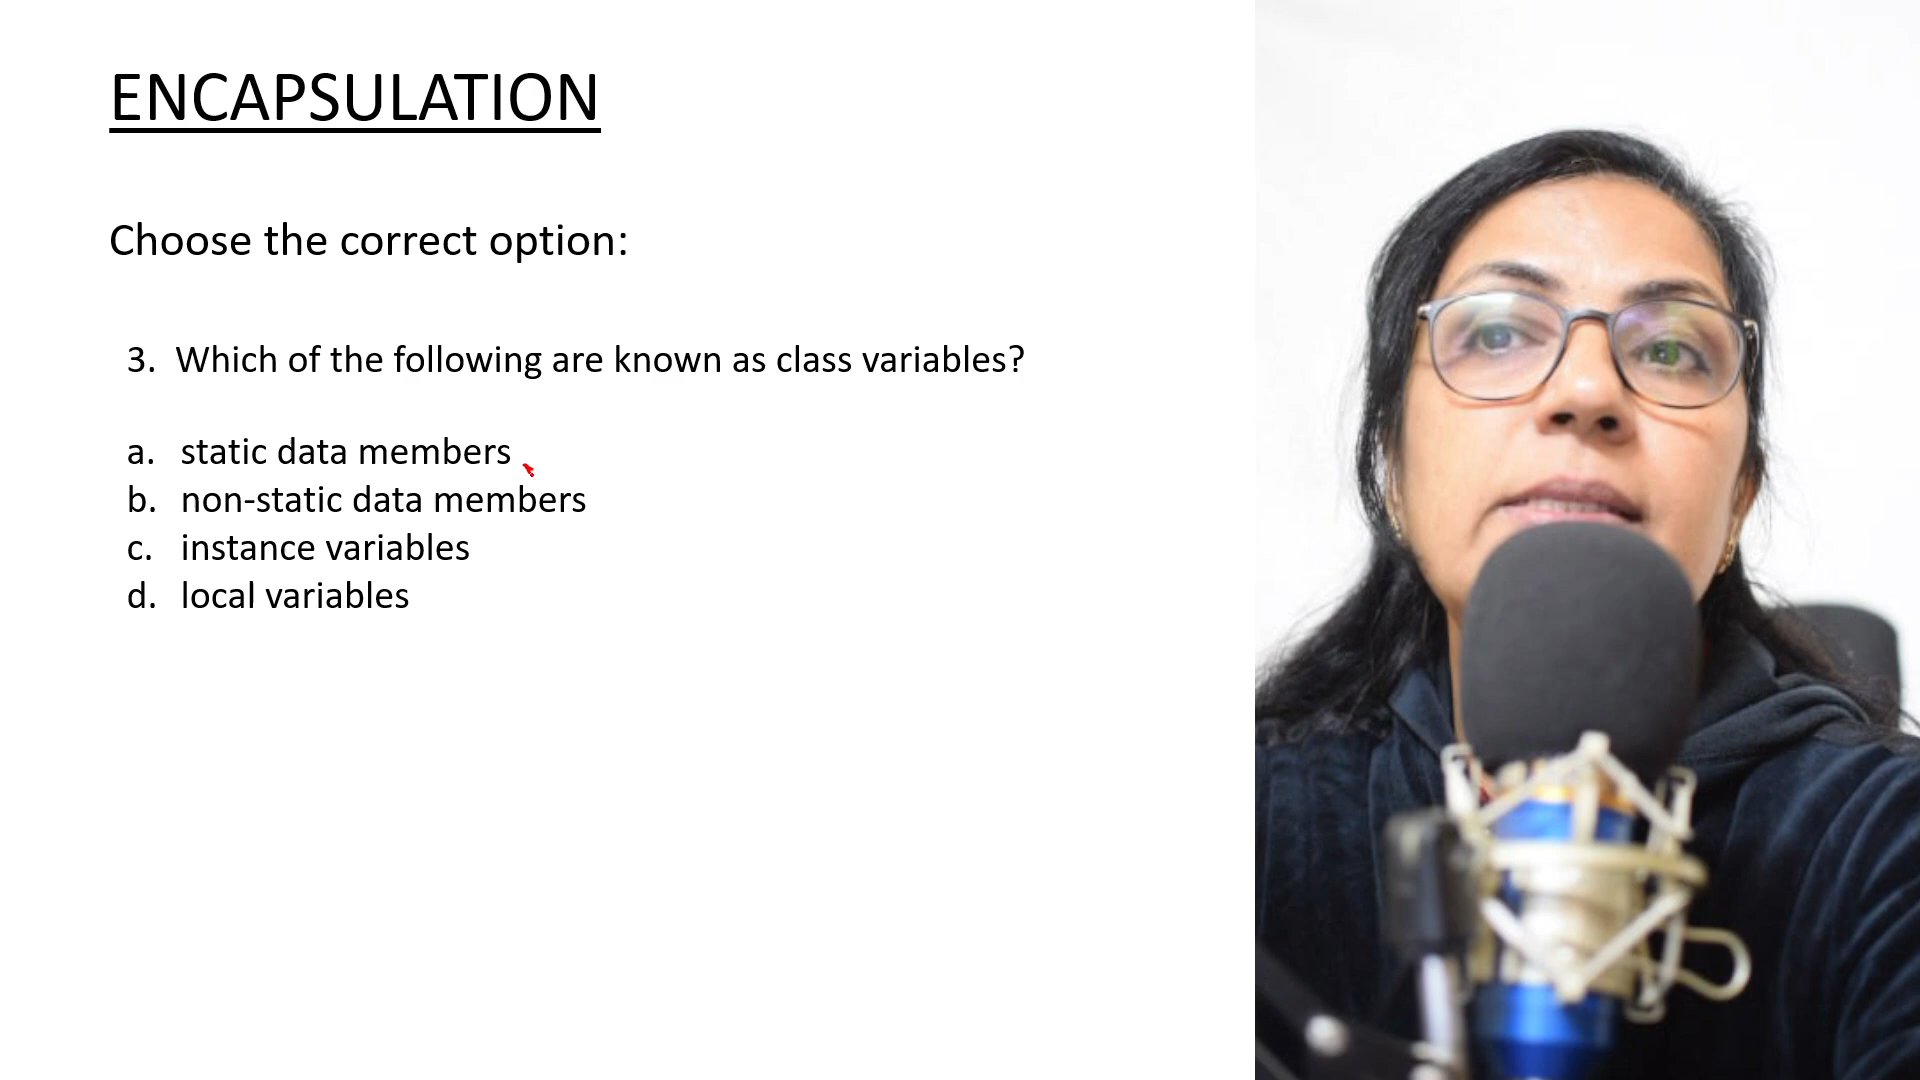 ENCAPSULATION
Choose the correct option:
3. Which of the following are known as class variables?
a. static data members
b. non-static data members
c. instance variables
d. local variables